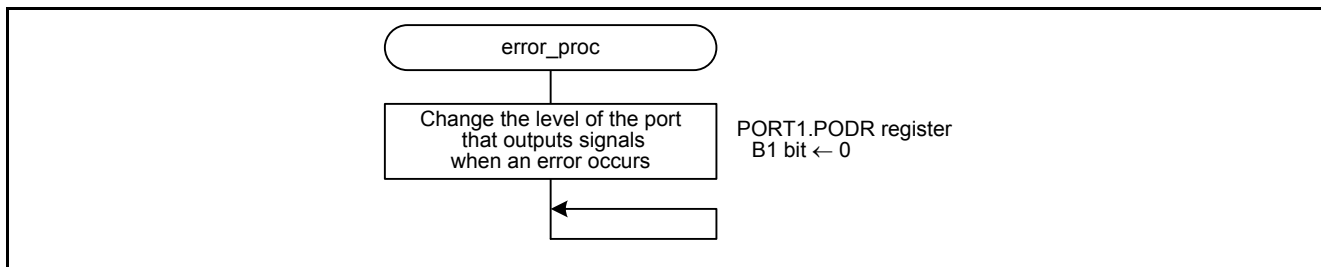 error_proc
Change the level of the port
that outputs signals
when an error occurs
PORT1.PODR register
B1 bit ← 0